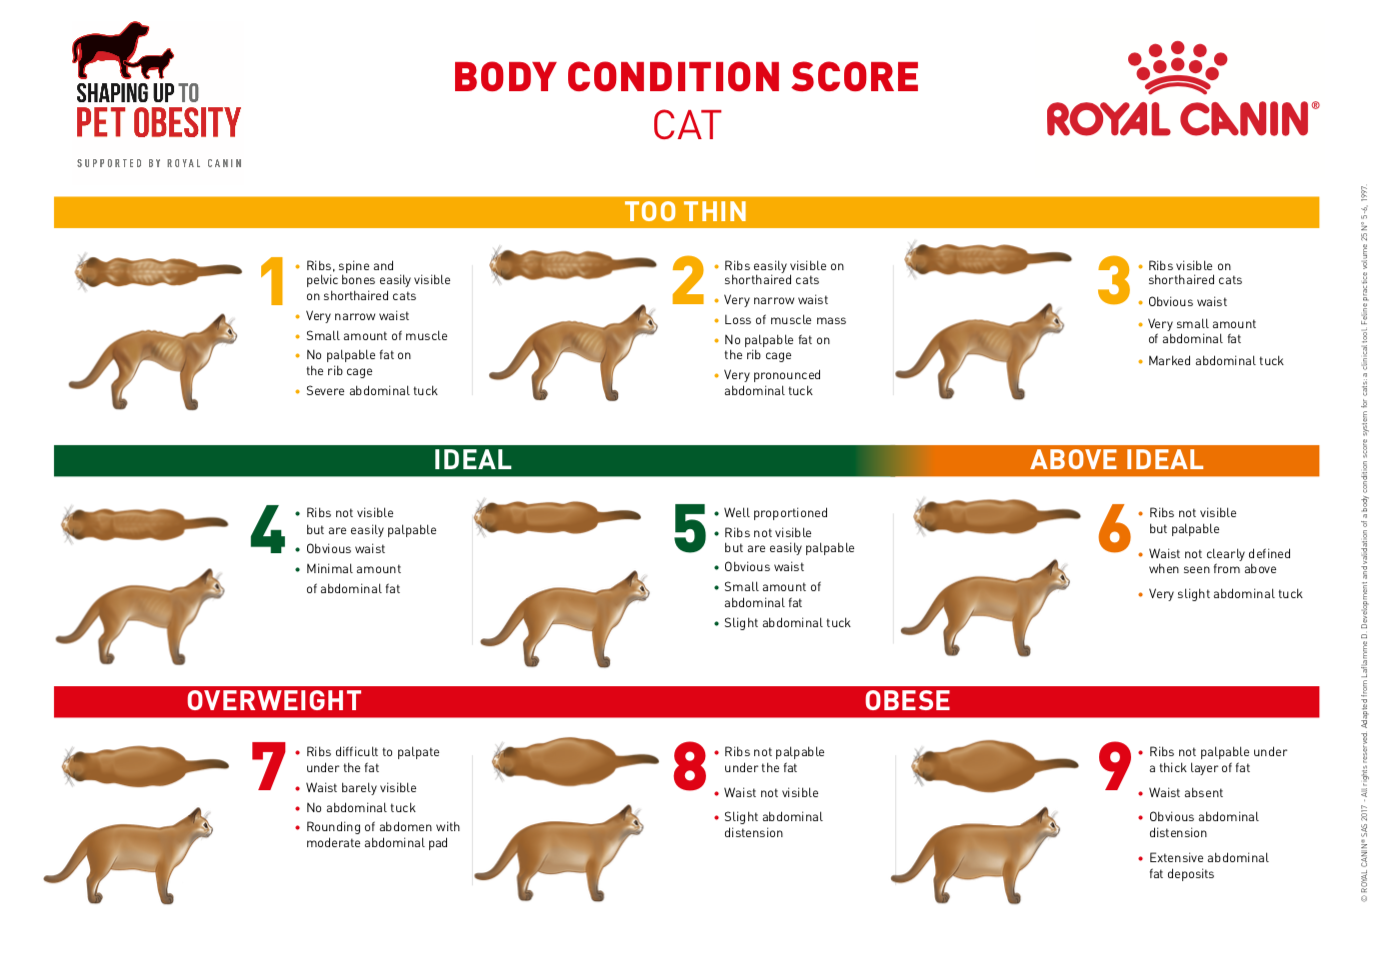 SHAPING UP TO
PET OBESITY
SUPPORTED BY ROYAL CANIN
BODY CONDITION SCORE
CAT
ROYAL CANIN®
TOO THIN
1
• Ribs, spine and
pelvic bones easily visible
on shorthaired cats
• Very narrow waist
• Small amount of muscle
• No palpable fat on
the rib cage
• Severe abdominal tuck
2
• Ribs easily visible on
shorthaired cats
• Very narrow waist
• Loss of muscle mass
• No palpable fat on
the rib cage
• Very pronounced
abdominal tuck
3
• Ribs visible on
shorthaired cats
• Obvious waist
• Very small amount
of abdominal fat
• Marked abdominal tuck
IDEAL
ABOVE IDEAL
4
• Ribs not visible
but are easily palpable
• Obvious waist
• Minimal amount
of abdominal fat
5
• Well proportioned
• Ribs not visible
but are easily palpable
• Obvious waist
• Small amount of
abdominal fat
• Slight abdominal tuck
6
• Ribs not visible
but palpable
• Waist not clearly defined
when seen from above
• Very slight abdominal tuck
OVERWEIGHT
OBESE
7
• Ribs difficult to palpate
under the fat
• Waist barely visible
• No abdominal tuck
• Rounding of abdomen with
moderate abdominal pad
8
• Ribs not palpable
under the fat
• Waist not visible
• Slight abdominal
distension
9
• Ribs not palpable under
a thick layer of fat
• Waist absent
• Obvious abdominal
distension
• Extensive abdominal
fat deposits
© ROYAL CANIN® SAS 2017 - All rights reserved. Adapted from Laflamme D. Development and validation of a body condition score system for cats: a clinical tool. Feline practice volume 25 N° 5-6, 1997.